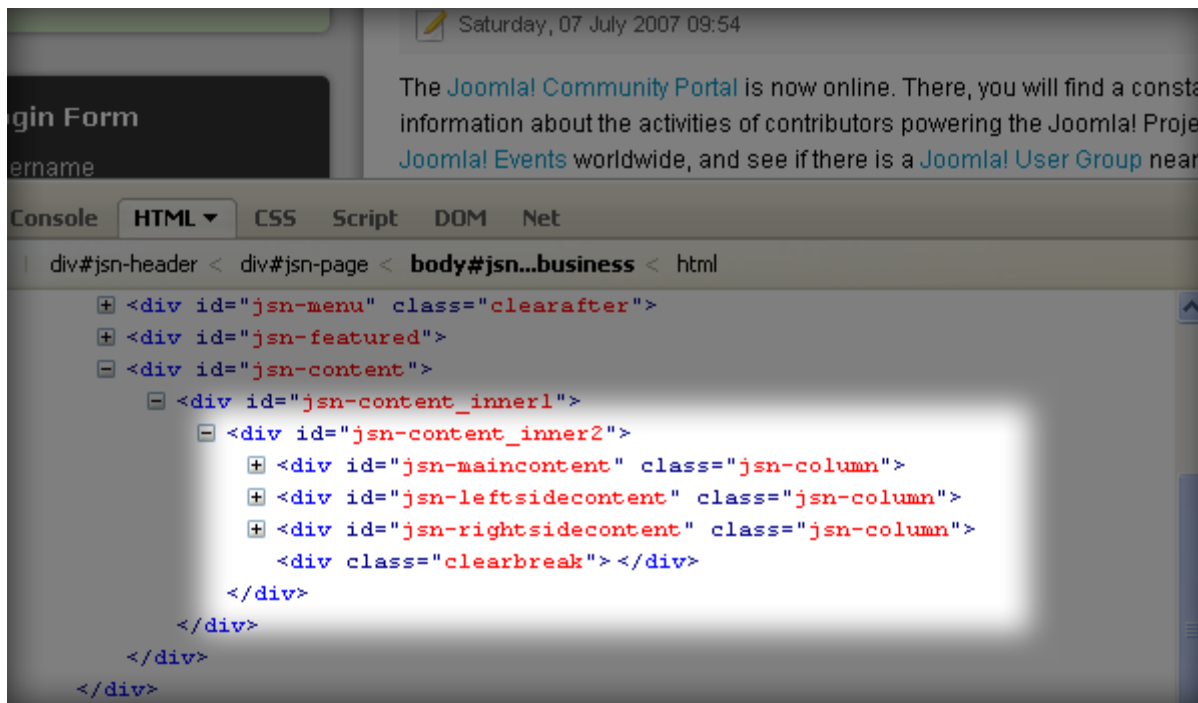 Saturday, 07 July 2007 09:54
The Joomla! Community Portal is now online. There, you will find a
information about the activities of contributors powering the Joomla!
Joomla! Events worldwide, and see if there is a Joomla! User Group near
Form
Console HTML ▾ CSS Script DOM Net
div#jsn-header < div#jsn-page < body#jsn...business < html
<div id="jsn-menu" class="clearafter">
<div id="jsn-featured">
<div id="jsn-content">
<div id="jsn-content_inner1">
<div id="jsn-content_inner2">
<div id="jsn-maincontent" class="jsn-column">
<div id="jsn-leftsidecontent" class="jsn-column">
<div id="jsn-rightsidecontent" class="jsn-column">
<div class="clearbreak"></div>
</div>
</div>
</div>
</div>